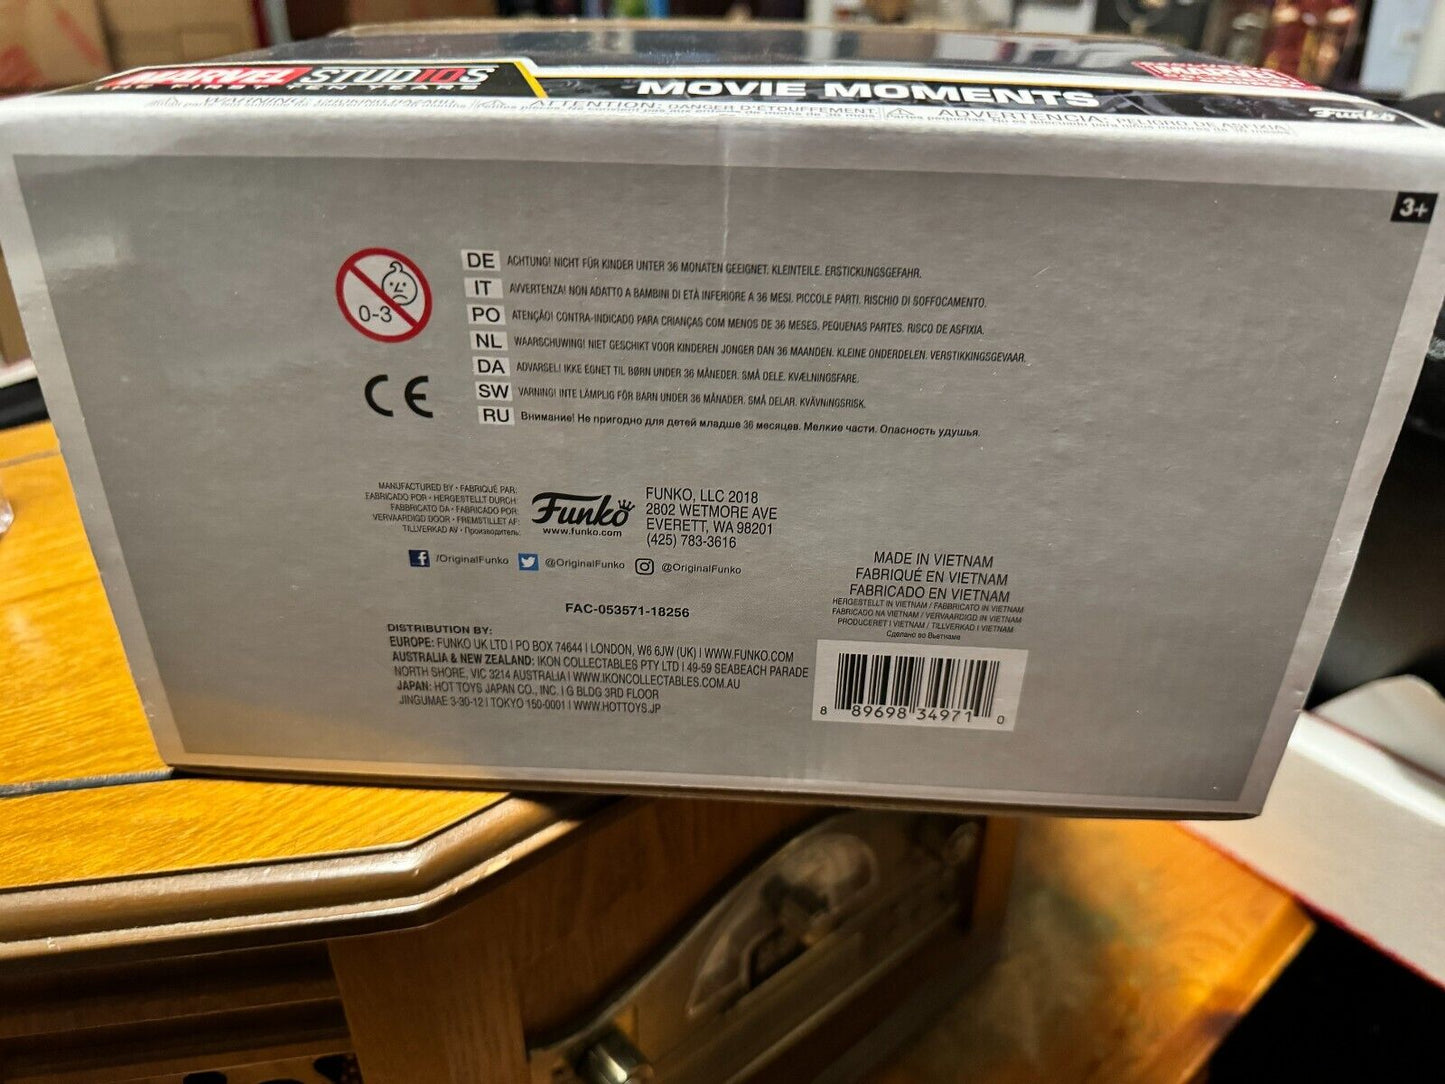 MARVEL STUDIOS
THE FIRST TEN YEARS
MOVIE MOMENTS
Funko
ATTENTION: DANGER D'ÉTOUFFEMENT
ADVERTENCIA: PELIGRO DE ASFIXIA
3+
0-3
CE
DE ACHTUNG! NICHT FÜR KINDER UNTER 36 MONATEN GEEIGNET. KLEINTEILE. ERSTICKUNGSGEFAHR.
IT AVVERTENZA! NON ADATTO A BAMBINI DI ETÀ INFERIORE A 36 MESI. PICCOLE PARTI. RISCHIO DI SOFFOCAMENTO.
PO ATENÇÃO! CONTRA-INDICADO PARA CRIANÇAS COM MENOS DE 36 MESES. PEQUENAS PARTES. RISCO DE ASFIXIA.
NL WAARSCHUWING! NIET GESCHIKT VOOR KINDEREN JONGER DAN 36 MAANDEN. KLEINE ONDERDELEN. VERSTIKKINGSGEVAAR.
DA ADVARSEL! IKKE EGNET TIL BØRN UNDER 36 MÅNEDER. SMÅ DELE. KVÆLNINGSFARE.
SW VARNING! INTE LÄMPLIG FÖR BARN UNDER 36 MÅNADER. SMÅ DELAR. KVÄVNINGSRISK.
RU Внимание! Не пригодно для детей младше 36 месяцев. Мелкие части. Опасность удушья.
MANUFACTURED BY • FABRIQUÉ PAR:
FABRICADO POR • HERGESTELLT DURCH:
FABBRICATO DA • FABRICADO POR:
VERVAARDIGD DOOR • FREMSTILLET AF:
TILLVERKAD AV • Производитель:
Funko
www.funko.com
FUNKO, LLC 2018
2802 WETMORE AVE
EVERETT, WA 98201
(425) 783-3616
/OriginalFunko @OriginalFunko @OriginalFunko
FAC-053571-18256
DISTRIBUTION BY:
EUROPE: FUNKO UK LTD | PO BOX 74644 | LONDON, W6 6JW (UK) | WWW.FUNKO.COM
AUSTRALIA & NEW ZEALAND: IKON COLLECTABLES PTY LTD | 49-59 SEABEACH PARADE
NORTH SHORE, VIC 3214 AUSTRALIA | WWW.IKONCOLLECTABLES.COM.AU
JAPAN: HOT TOYS JAPAN CO., INC. | G BLDG 3RD FLOOR
JINGUMAE 3-30-12 | TOKYO 150-0001 | WWW.HOTTOYS.JP
MADE IN VIETNAM
FABRIQUÉ EN VIETNAM
FABRICADO EN VIETNAM
HERGESTELLT IN VIETNAM / FABBRICATO IN VIETNAM
FABRICADO NA VIETNAM / VERVAARDIGD IN VIETNAM
PRODUCERET I VIETNAM / TILLVERKAD I VIETNAM
Сделано во Вьетнаме
8 89698 34971 0